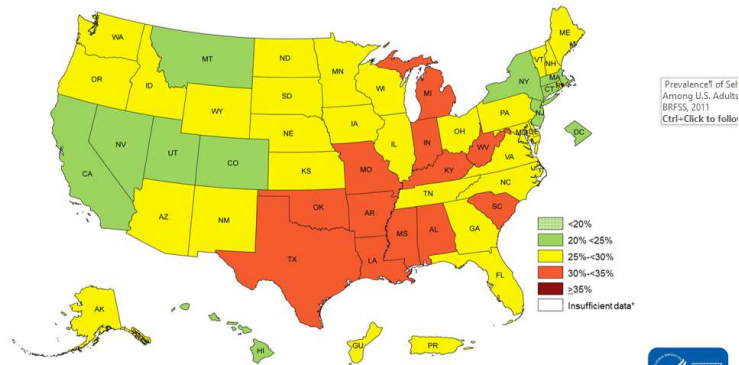 WA
MT
ND
MN
OR
ID
SD
WI
MI
NY
VT
NH
ME
MA
CT
WY
IA
PA
NJ
NE
IL
IN
OH
MD
DE
DC
NV
UT
CO
KS
MO
KY
WV
VA
CA
AZ
NM
OK
AR
TN
NC
SC
TX
LA
MS
AL
GA
FL
AK
HI
GU
PR
Prevalence¶ of Sel
Among U.S. Adults
BRFSS, 2011
Ctrl+Click to follow
<20%
20% <25%
25%-<30%
30%-<35%
≥35%
Insufficient data*